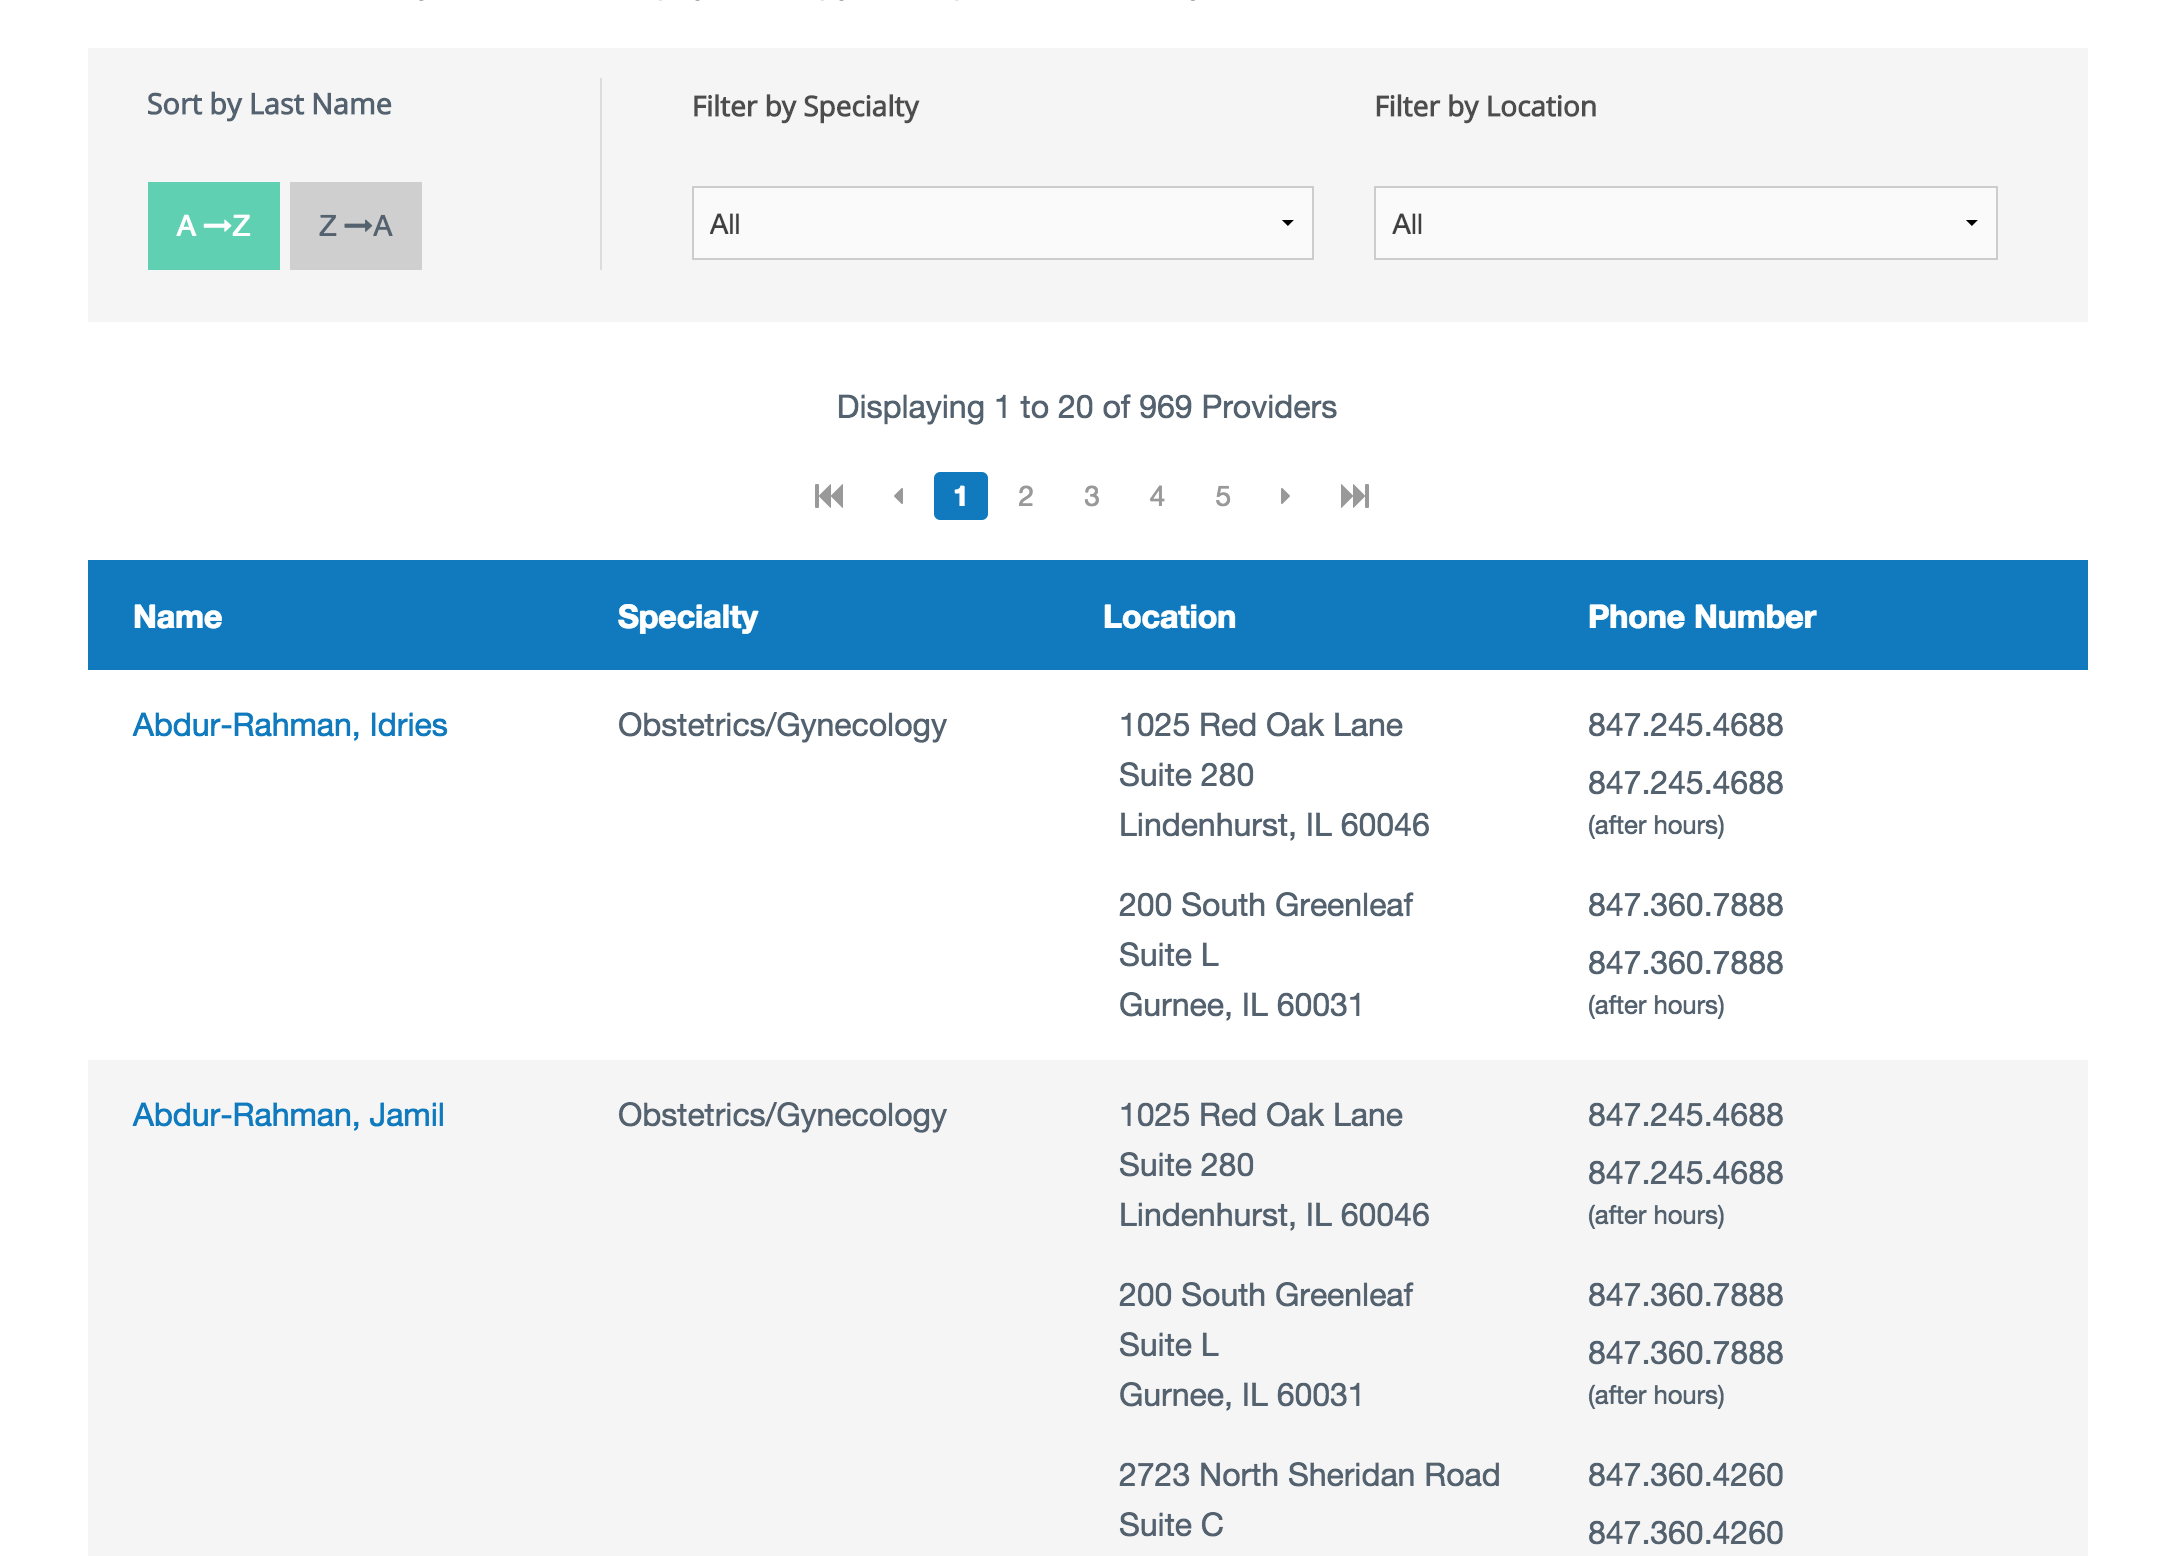 Sort by Last Name
Filter by Specialty
Filter by Location
A → Z
Z → A
All
All
Displaying 1 to 20 of 969 Providers
1 2 3 4 5
Name Specialty Location Phone Number
Abdur-Rahman, Idries Obstetrics/Gynecology 1025 Red Oak Lane 847.245.4688
Suite 280 847.245.4688
Lindenhurst, IL 60046 (after hours)
200 South Greenleaf 847.360.7888
Suite L 847.360.7888
Gurnee, IL 60031 (after hours)
Abdur-Rahman, Jamil Obstetrics/Gynecology 1025 Red Oak Lane 847.245.4688
Suite 280 847.245.4688
Lindenhurst, IL 60046 (after hours)
200 South Greenleaf 847.360.7888
Suite L 847.360.7888
Gurnee, IL 60031 (after hours)
2723 North Sheridan Road 847.360.4260
Suite C 847.360.4260